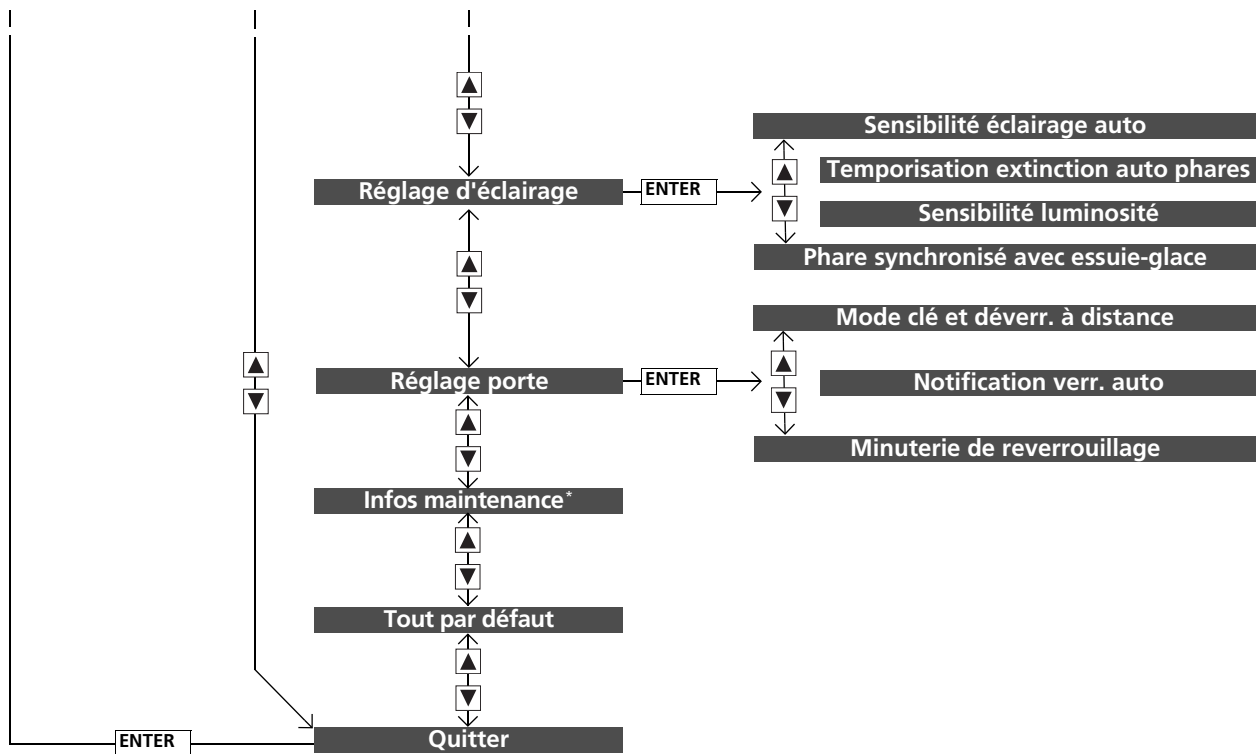 ▲
▼
Sensibilité éclairage auto
▲
Temporisation extinction auto phares
Réglage d'éclairage
ENTER
▼
Sensibilité luminosité
Phare synchronisé avec essuie-glace
▲
▼
Mode clé et déverr. à distance
▲
▼
▲
Réglage porte
ENTER
Notification verr. auto
▼
▲
▼
Minuterie de reverrouillage
Infos maintenance*
▲
▼
Tout par défaut
▲
▼
ENTER
Quitter